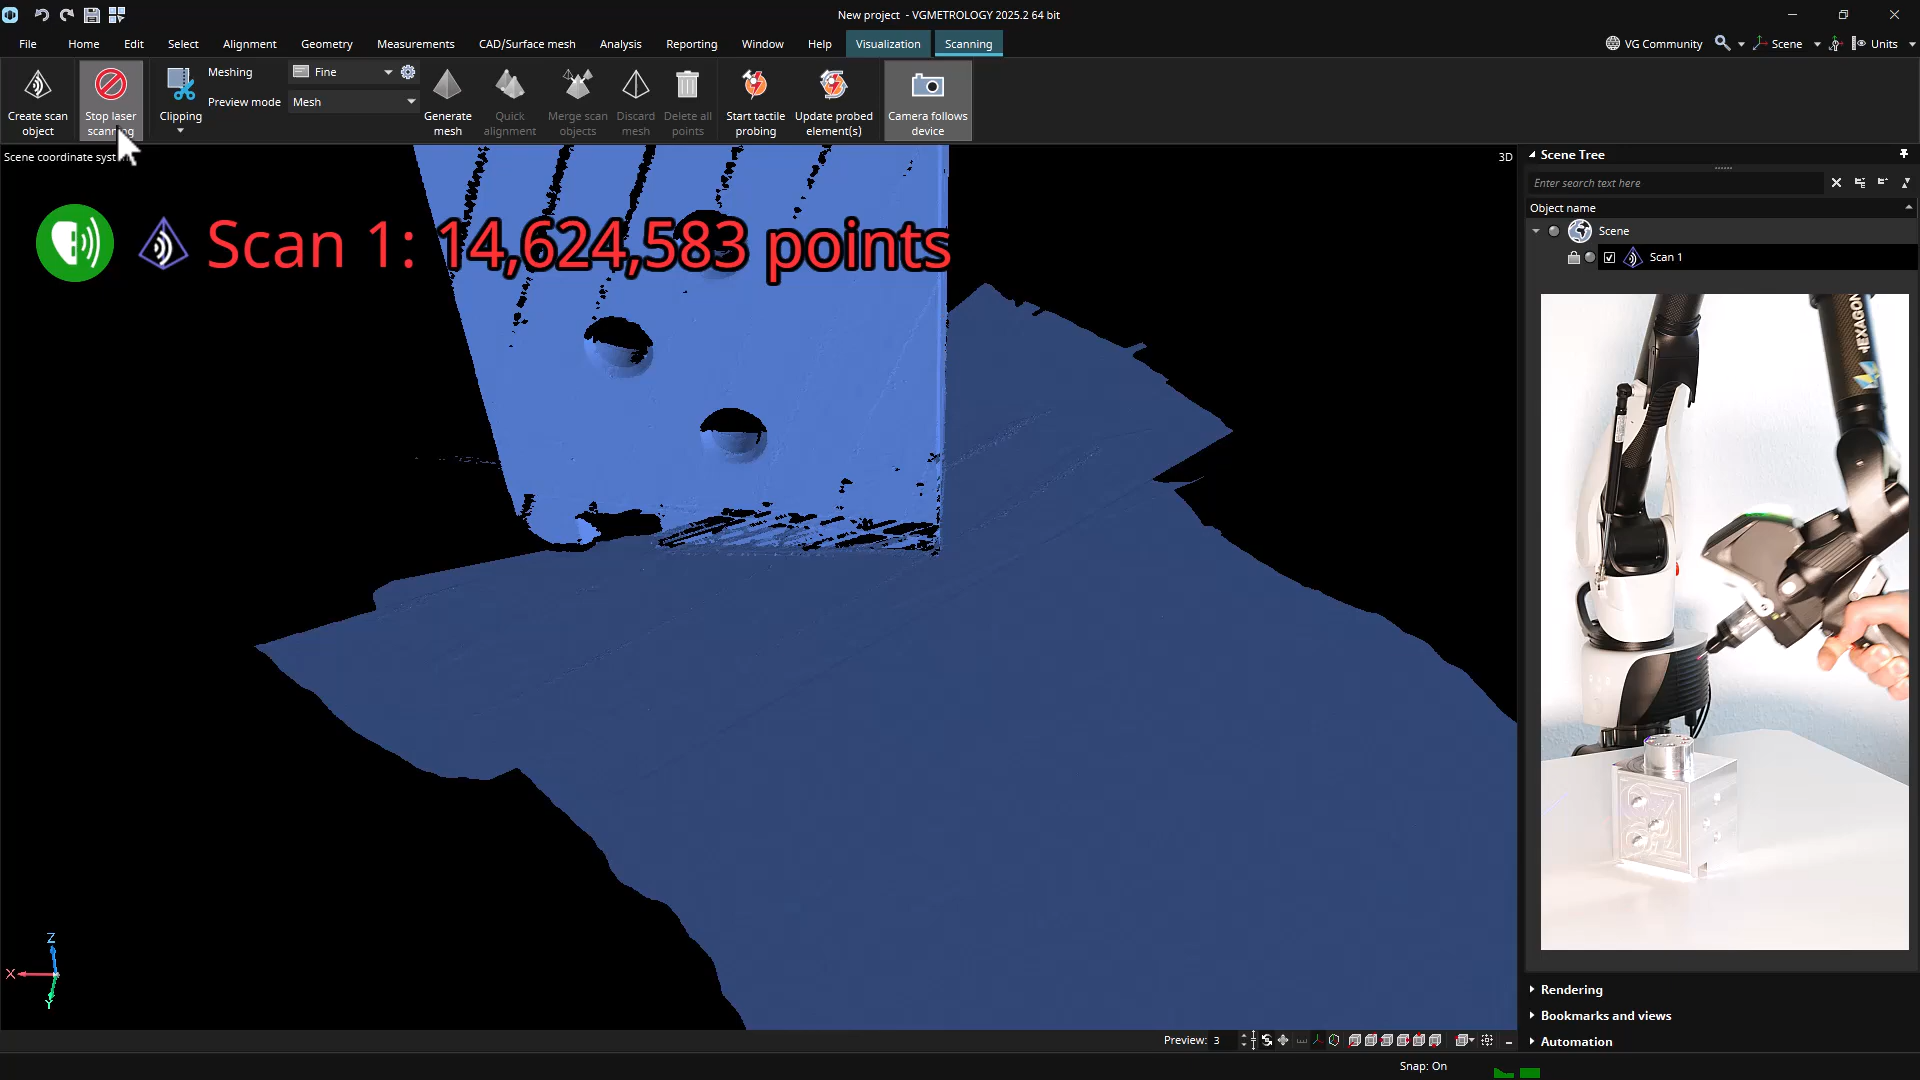 New project - VGMETROLOGY 2025.2 64 bit
File Home Edit Select Alignment Geometry Measurements CAD/Surface mesh Analysis Reporting Window Help Visualization Scanning VG Community Scene Units
Create scan object
Stop laser scanning
Clipping
Meshing Fine
Preview mode Mesh
Generate mesh
Quick alignment
Merge scan objects
Discard mesh
Delete all points
Start tactile probing
Update probed element(s)
Camera follows device
Scene coordinate syst
3D
Scan 1: 14,624,583 points
Scene Tree
Enter search text here
Object name
Scene
Scan 1
HEXAGON
Z
X
Y
Rendering
Bookmarks and views
Automation
Preview: 3
Snap: On